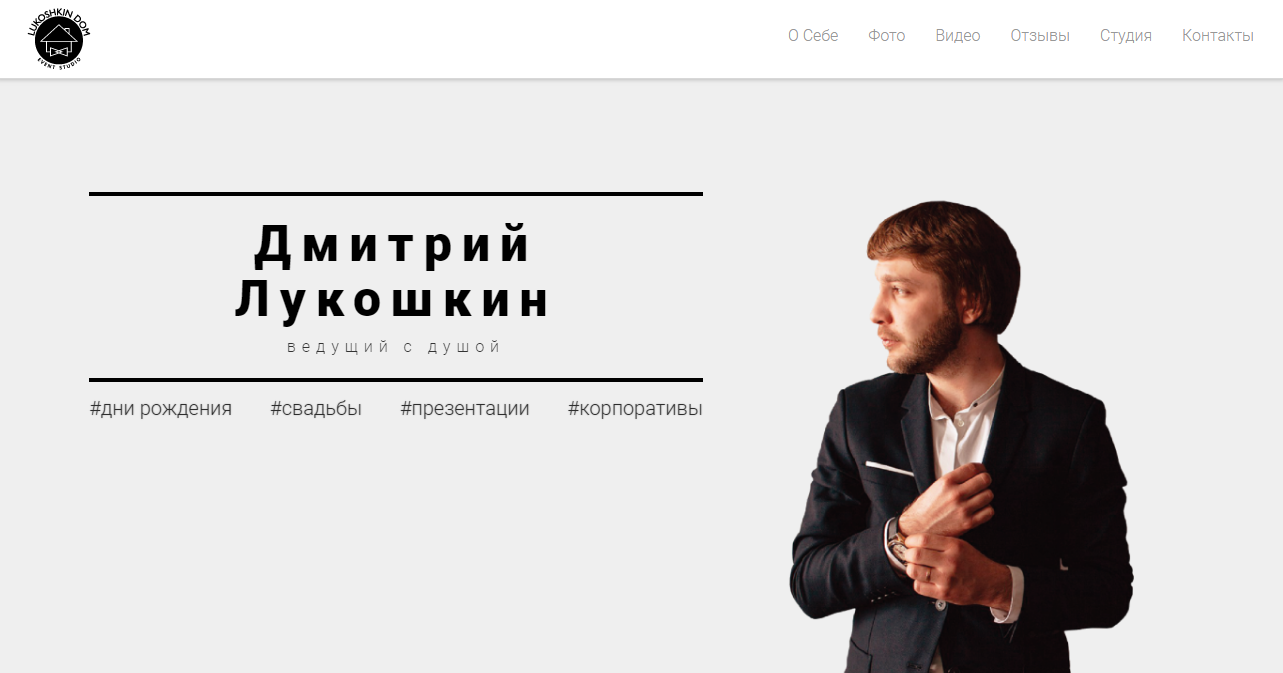 LUKOSHKIN DOM
EVENT STUDIO
О Себе Фото Видео Отзывы Студия Контакты
Дмитрий
Лукошкин
ведущий с душой
#дни рождения #свадьбы #презентации #корпоративы